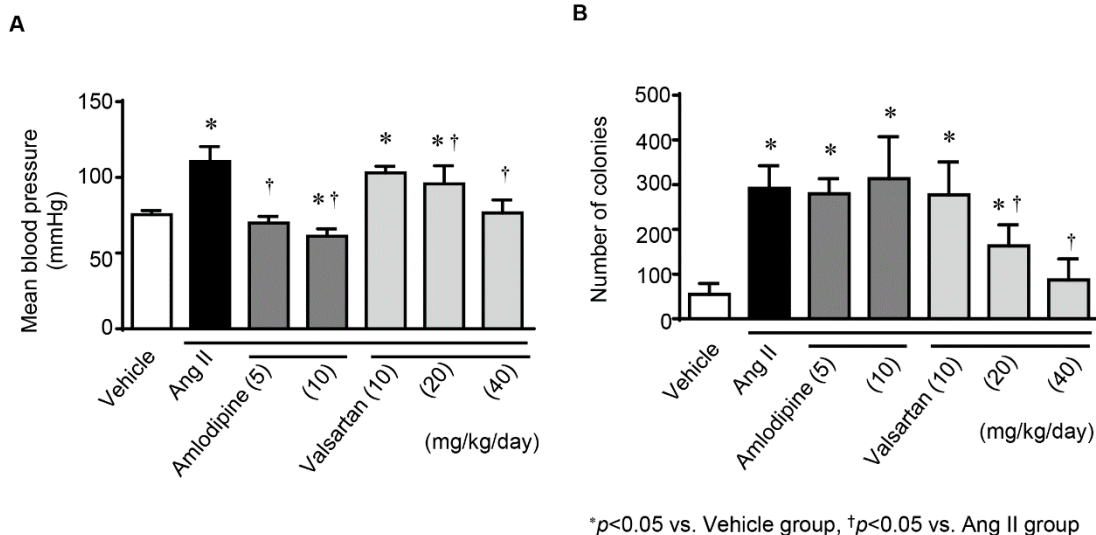 A
Mean blood pressure
(mmHg)
150
100
50
0
*
†
* †
*
* †
†
Vehicle
Ang II
Amlodipine (5)
(10)
Valsartan (10)
(20)
(40)
(mg/kg/day)
B
Number of colonies
500
400
300
200
100
0
*
*
*
*
* †
†
Vehicle
Ang II
Amlodipine (5)
(10)
Valsartan (10)
(20)
(40)
(mg/kg/day)
*p<0.05 vs. Vehicle group, †p<0.05 vs. Ang II group